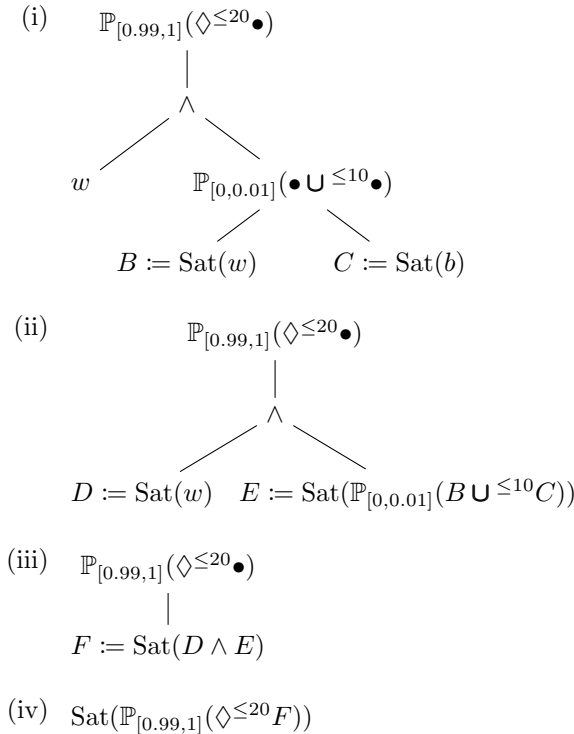 (i) ℙ[0.99,1](◊≤20•)
∧
w ℙ[0,0.01](• ∪ ≤10•)
B := Sat(w) C := Sat(b)
(ii) ℙ[0.99,1](◊≤20•)
∧
D := Sat(w) E := Sat(ℙ[0,0.01](B ∪ ≤10C))
(iii) ℙ[0.99,1](◊≤20•)
F := Sat(D ∧ E)
(iv) Sat(ℙ[0.99,1](◊≤20F))